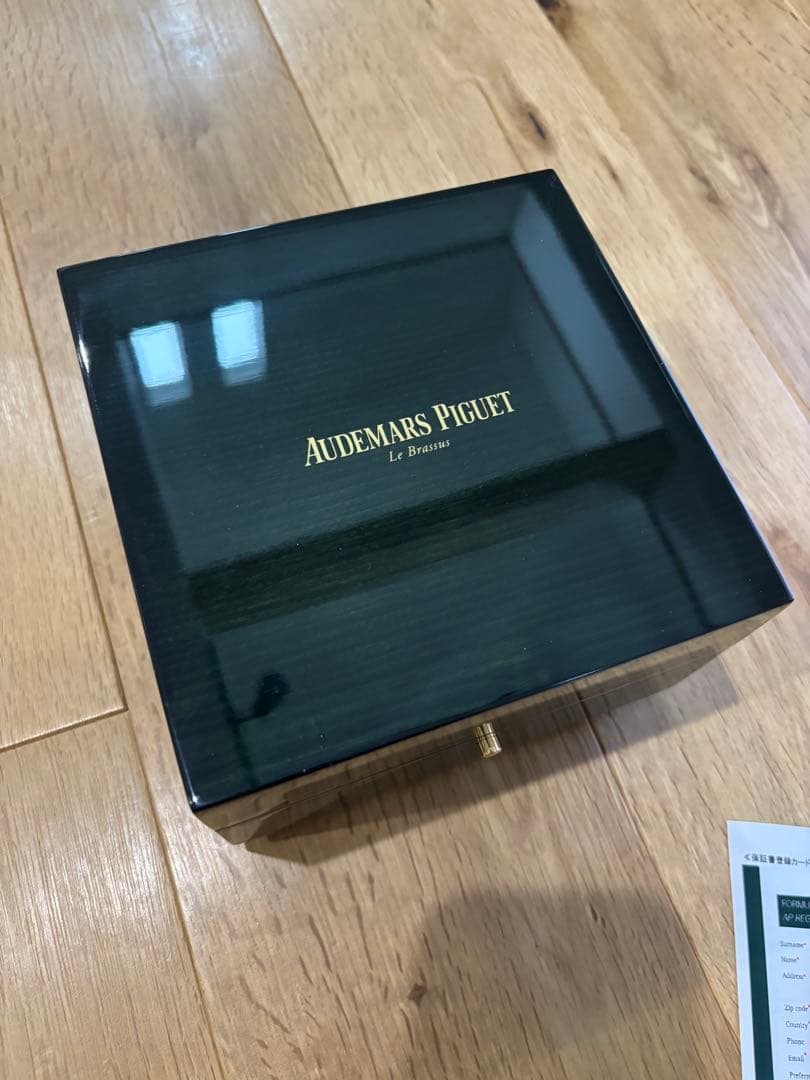 AUDEMARS PIGUET
Le Brassus
≪保証書登録カード
FORMU
AP REG
Surname*
Name*
Address*
Zip code*
Country*
Phone
Email*
Prefer